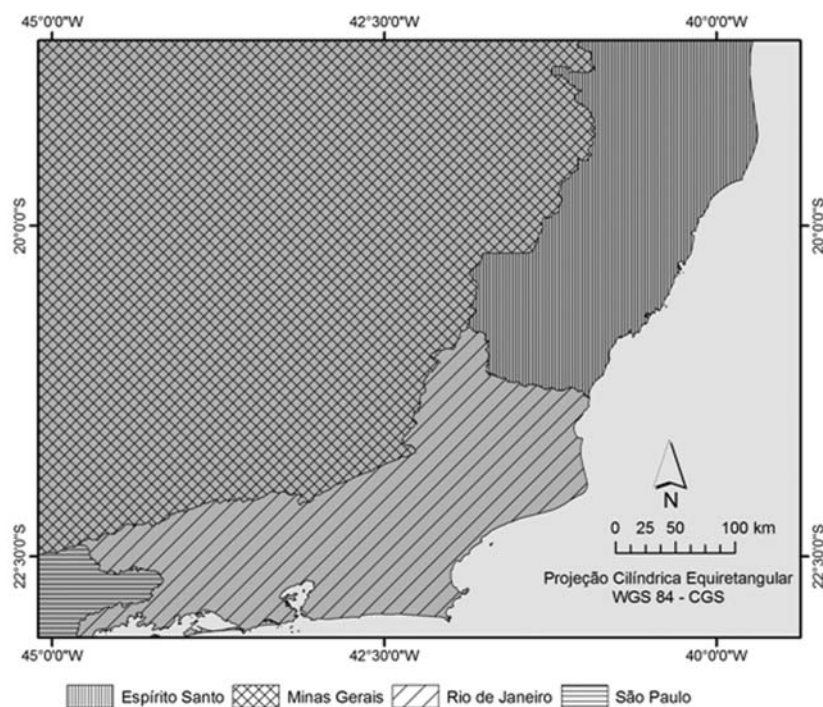 45°0'0"W 42°30'0"W 40°0'0"W
20°0'0"S 20°0'0"S
N
0 25 50 100 km
22°30'0"S 22°30'0"S
Projeção Cilíndrica Equiretangular
WGS 84 - CGS
45°0'0"W 42°30'0"W 40°0'0"W
Espírito Santo Minas Gerais Rio de Janeiro São Paulo